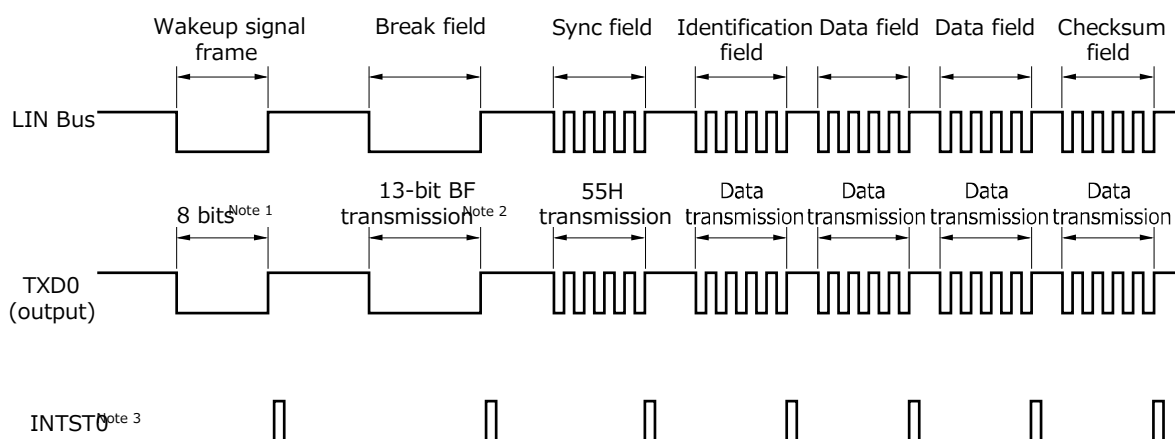 Wakeup signal
frame
Break field
Sync field
Identification
field
Data field
Data field
Checksum
field
LIN Bus
8 bits Note 1
13-bit BF
transmission Note 2
55H
transmission
Data
transmission
Data
transmission
Data
transmission
Data
transmission
TXD0
(output)
INTST0 Note 3